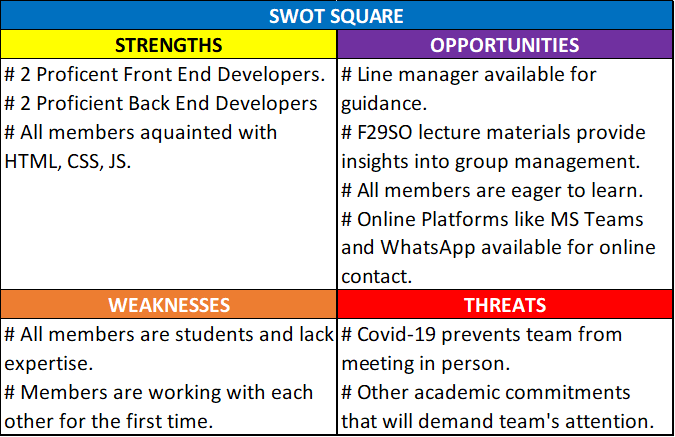 SWOT SQUARE
STRENGTHS
# 2 Proficent Front End Developers.
# 2 Proficient Back End Developers
# All members aquainted with
HTML, CSS, JS.
OPPORTUNITIES
# Line manager available for
guidance.
# F29SO lecture materials provide
insights into group management.
# All members are eager to learn.
# Online Platforms like MS Teams
and WhatsApp available for online
contact.
WEAKNESSES
# All members are students and lack
expertise.
# Members are working with each
other for the first time.
THREATS
# Covid-19 prevents team from
meeting in person.
# Other academic commitments
that will demand team's attention.